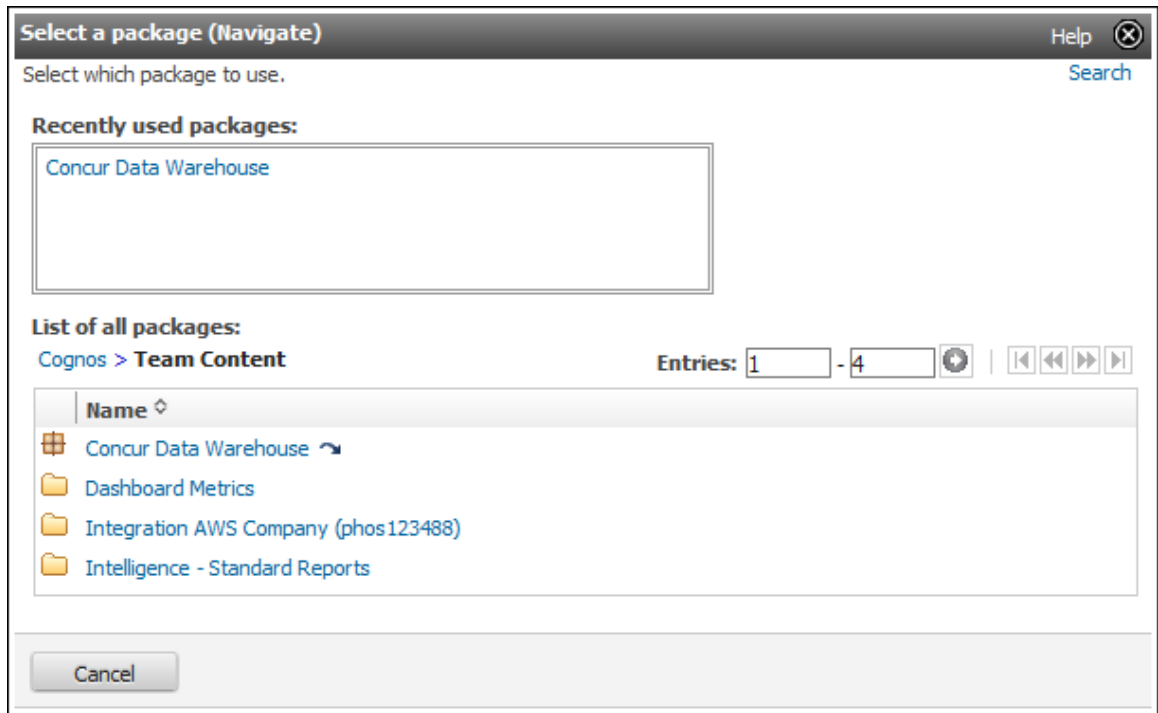 Select a package (Navigate) Help
Select which package to use. Search
Recently used packages:
Concur Data Warehouse
List of all packages:
Cognos > Team Content Entries: 1 - 4
Name
Concur Data Warehouse
Dashboard Metrics
Integration AWS Company (phos123488)
Intelligence - Standard Reports
Cancel